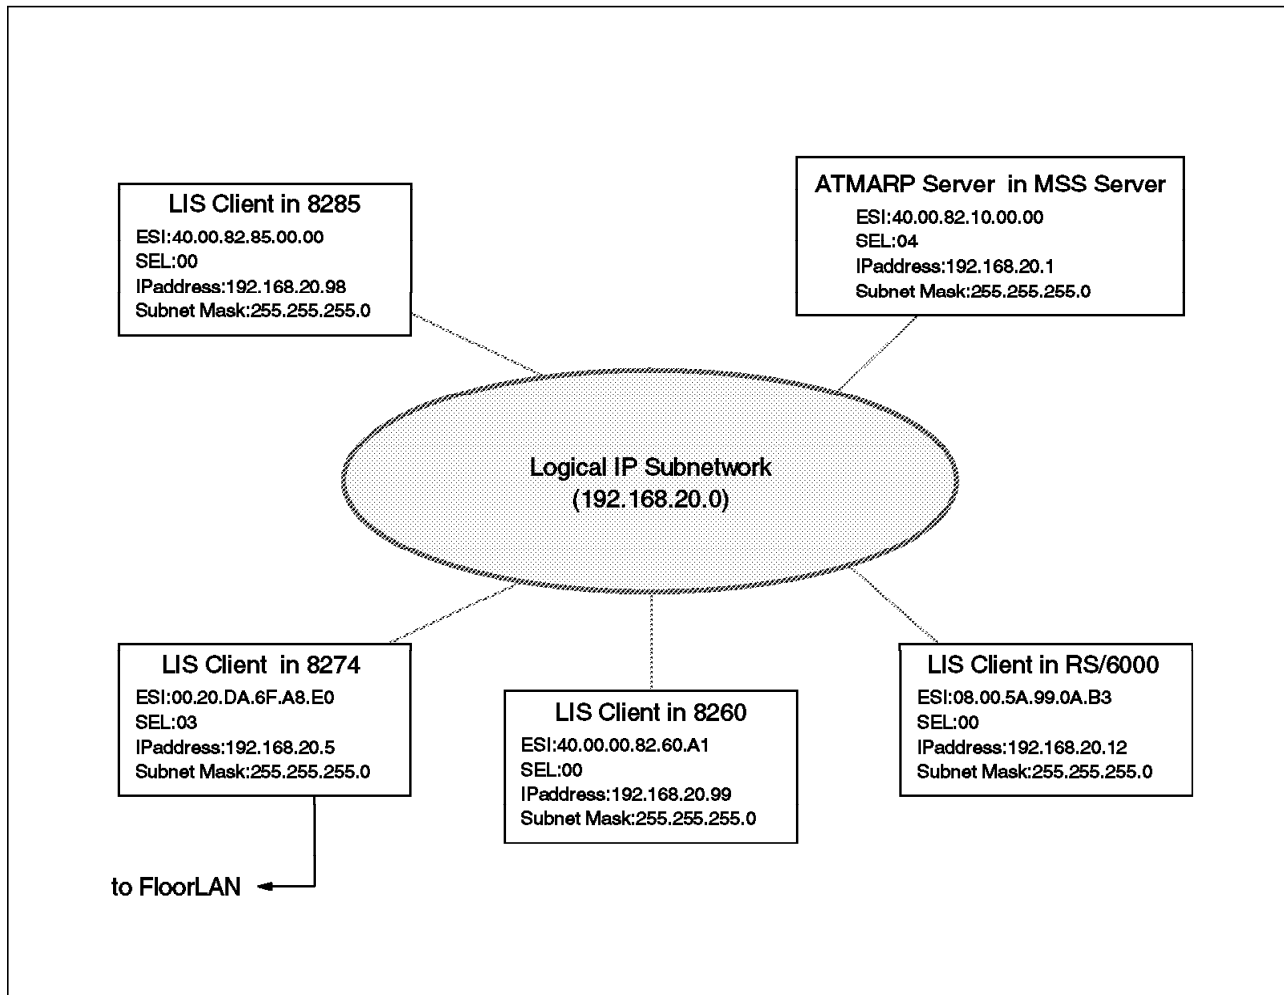 LIS Client in 8285
ESI:40.00.82.85.00.00
SEL:00
IPaddress:192.168.20.98
Subnet Mask:255.255.255.0
ATMARP Server in MSS Server
ESI:40.00.82.10.00.00
SEL:04
IPaddress:192.168.20.1
Subnet Mask:255.255.255.0
Logical IP Subnetwork
(192.168.20.0)
LIS Client in 8274
ESI:00.20.DA.6F.A8.E0
SEL:03
IPaddress:192.168.20.5
Subnet Mask:255.255.255.0
LIS Client in 8260
ESI:40.00.00.82.60.A1
SEL:00
IPaddress:192.168.20.99
Subnet Mask:255.255.255.0
LIS Client in RS/6000
ESI:08.00.5A.99.0A.B3
SEL:00
IPaddress:192.168.20.12
Subnet Mask:255.255.255.0
to FloorLAN